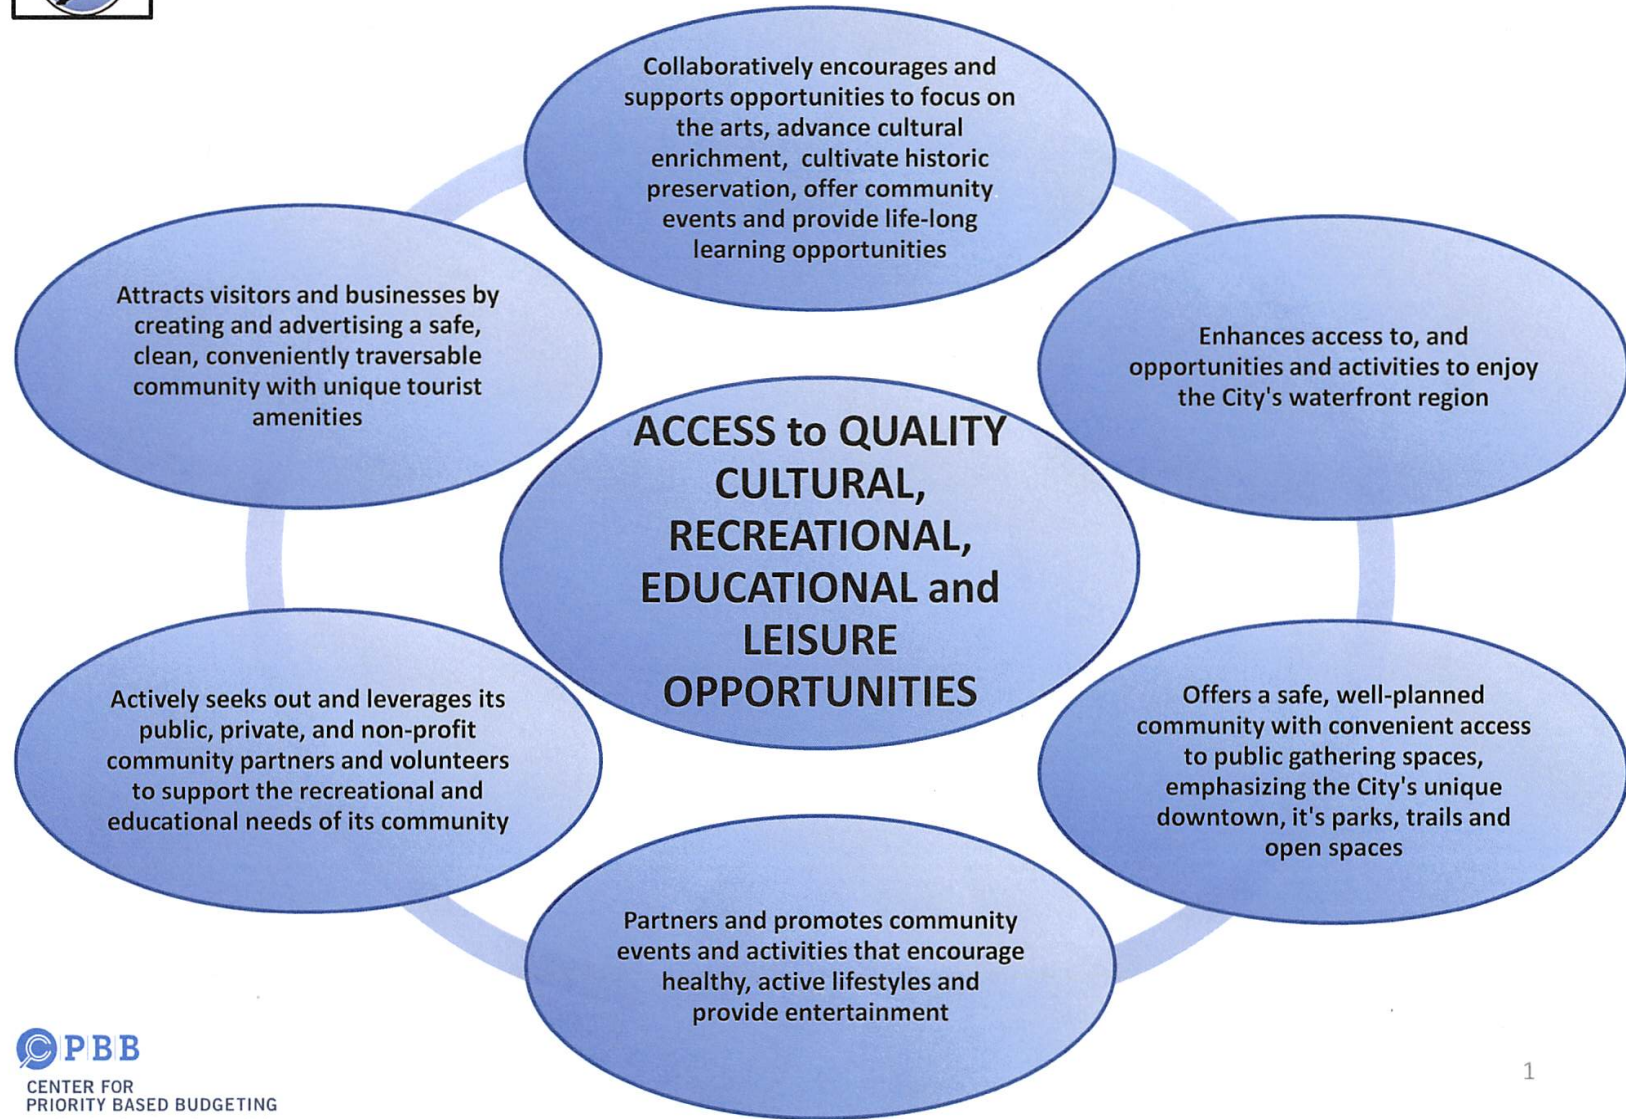 Collaboratively encourages and
supports opportunities to focus on
the arts, advance cultural
enrichment, cultivate historic
preservation, offer community
events and provide life-long
learning opportunities
Enhances access to, and
opportunities and activities to enjoy
the City's waterfront region
Offers a safe, well-planned
community with convenient access
to public gathering spaces,
emphasizing the City's unique
downtown, it's parks, trails and
open spaces
Partners and promotes community
events and activities that encourage
healthy, active lifestyles and
provide entertainment
Actively seeks out and leverages its
public, private, and non-profit
community partners and volunteers
to support the recreational and
educational needs of its community
Attracts visitors and businesses by
creating and advertising a safe,
clean, conveniently traversable
community with unique tourist
amenities
ACCESS to QUALITY
CULTURAL,
RECREATIONAL,
EDUCATIONAL and
LEISURE
OPPORTUNITIES
CPBB
CENTER FOR
PRIORITY BASED BUDGETING
1